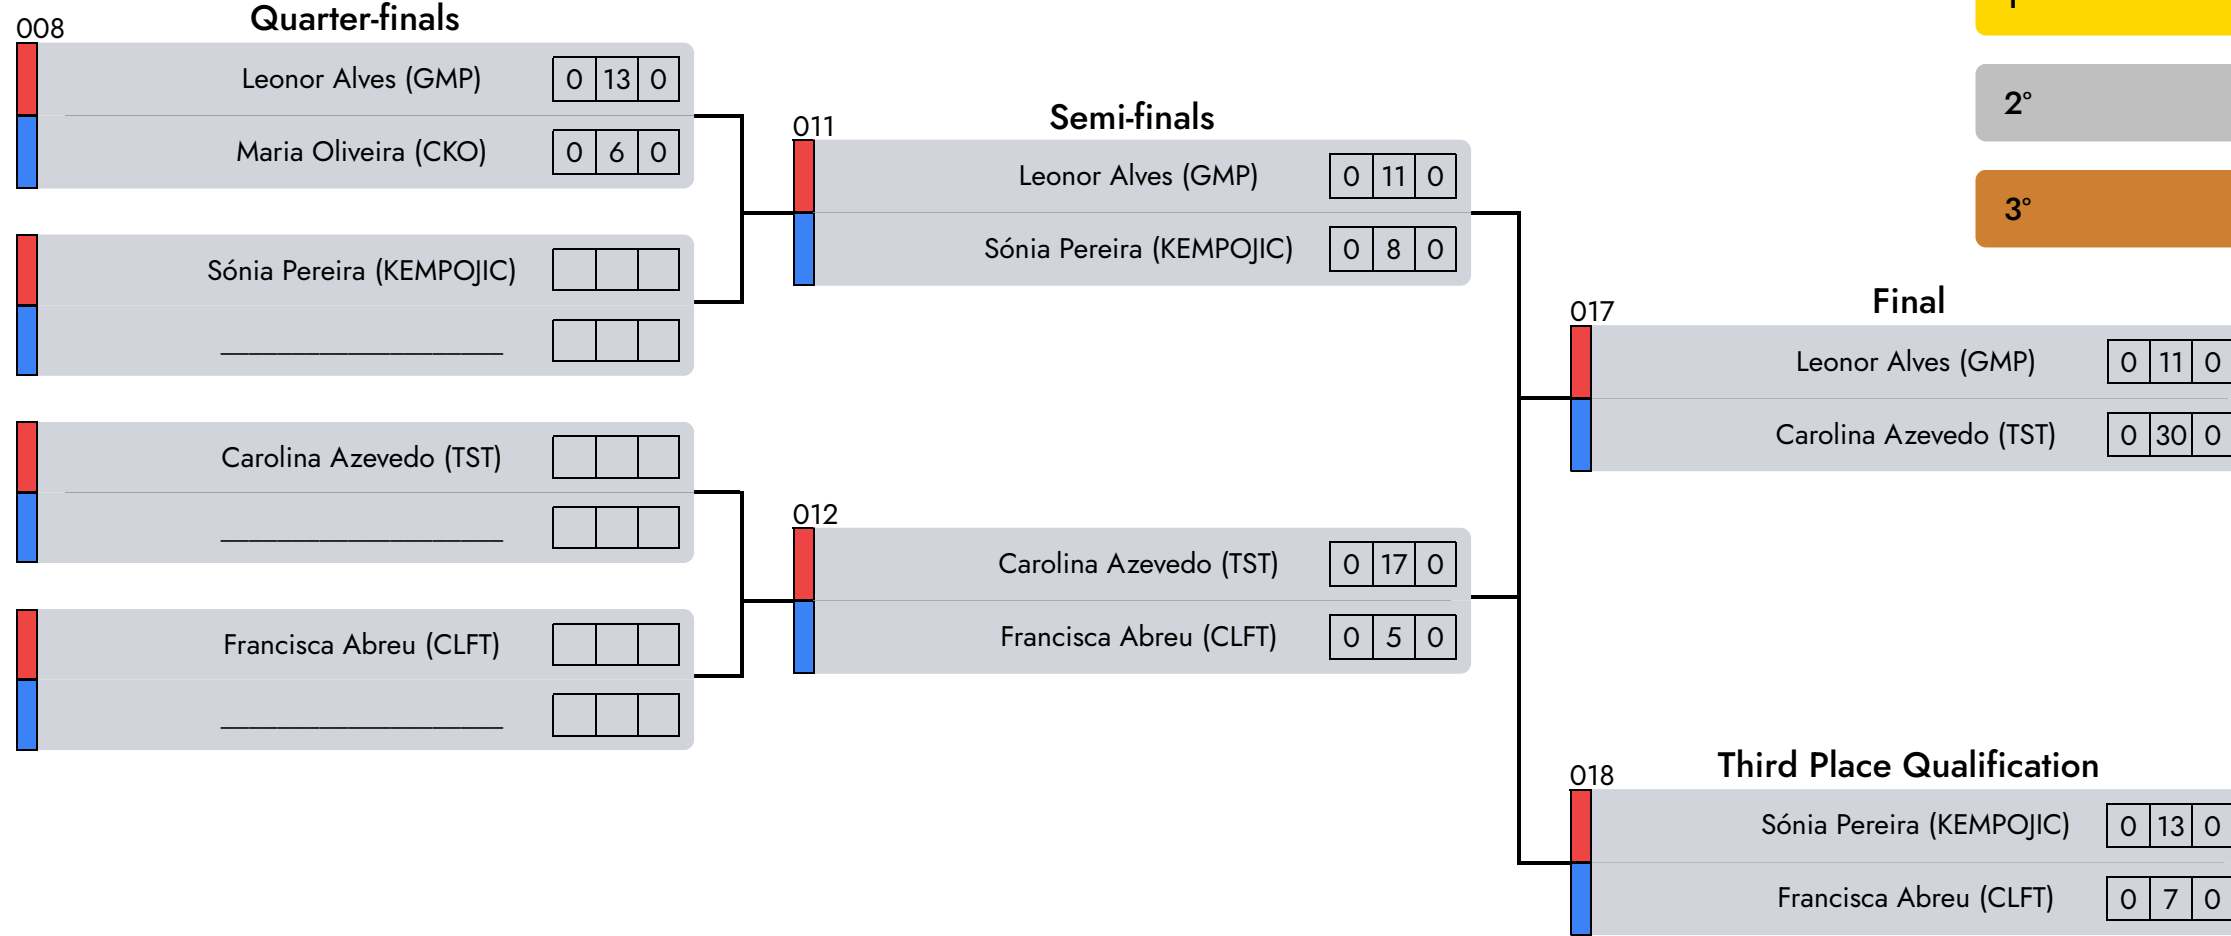 Quarter-finals
008
Leonor Alves (GMP) 0 13 0
Maria Oliveira (CKO) 0 6 0
Sónia Pereira (KEMPOJIC)
____________________
Carolina Azevedo (TST)
____________________
Francisca Abreu (CLFT)
____________________
Semi-finals
011
Leonor Alves (GMP) 0 11 0
Sónia Pereira (KEMPOJIC) 0 8 0
012
Carolina Azevedo (TST) 0 17 0
Francisca Abreu (CLFT) 0 5 0
2°
3°
Final
017
Leonor Alves (GMP) 0 11 0
Carolina Azevedo (TST) 0 30 0
Third Place Qualification
018
Sónia Pereira (KEMPOJIC) 0 13 0
Francisca Abreu (CLFT) 0 7 0